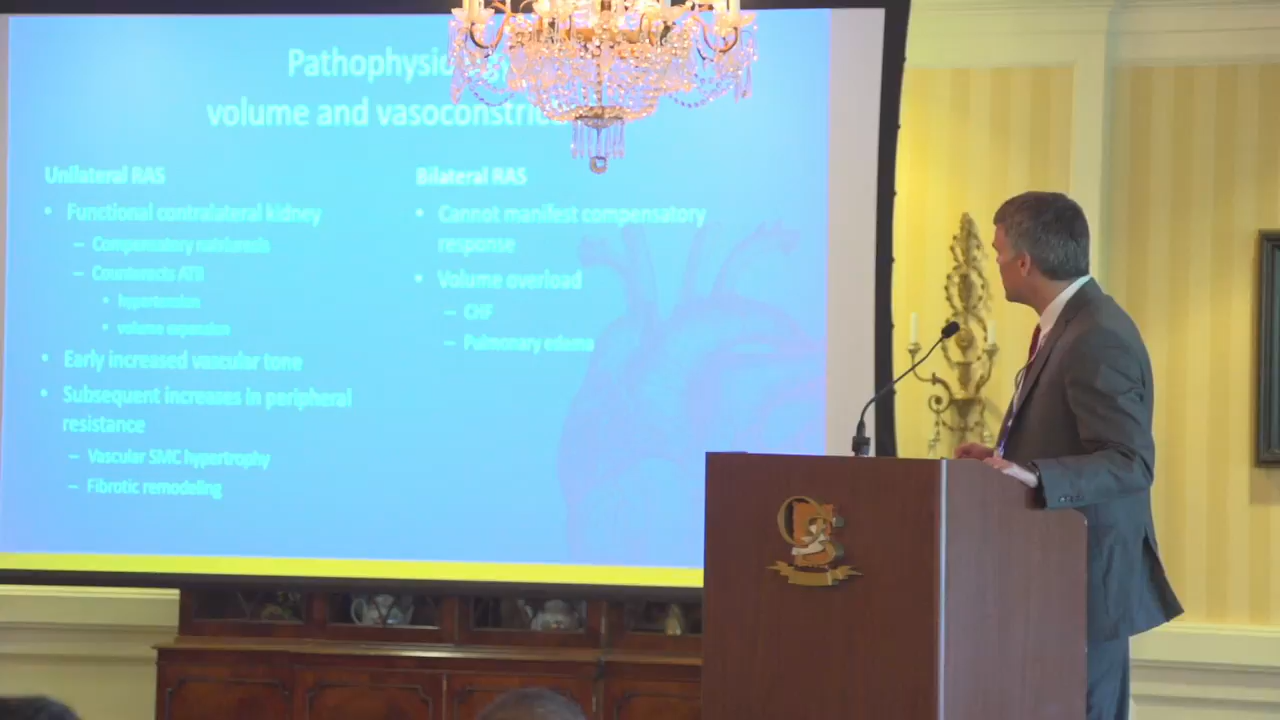 volume and
Unilateral RAS
• Functional contralateral kidney
– Compensatory natriuresis
– Counteracts ATII
• hypertension
• volume expansion
• Early increased vascular tone
• Subsequent increases in peripheral
resistance
– Vascular SMC hypertrophy
– Fibrotic remodeling
Bilateral RAS
• Cannot manifest compensatory
response
• Volume overload
– CHF
– Pulmonary edema